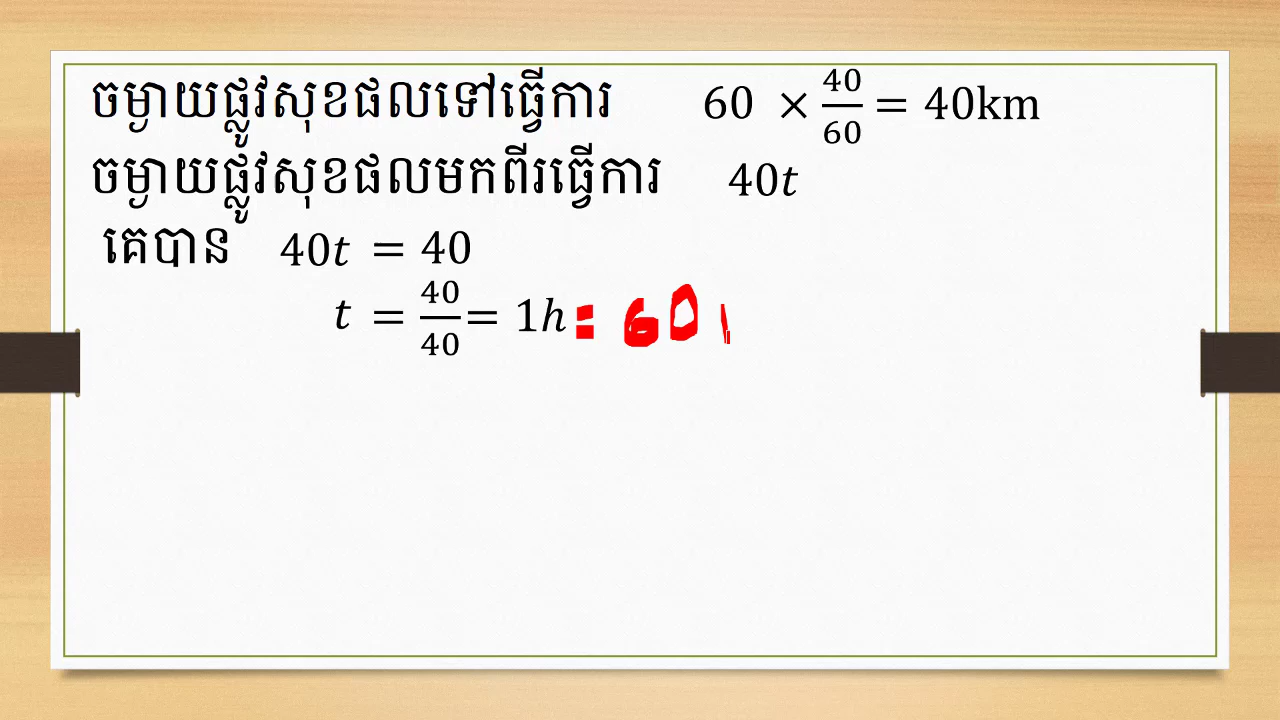 ចម្ងាយផ្លូវសុខផលទៅធ្វើការ 60 × 40/60 = 40km
ចម្ងាយផ្លូវសុខផលមកពីរធ្វើការ 40t
គេបាន 40t = 40
t = 40/40 = 1h = 60